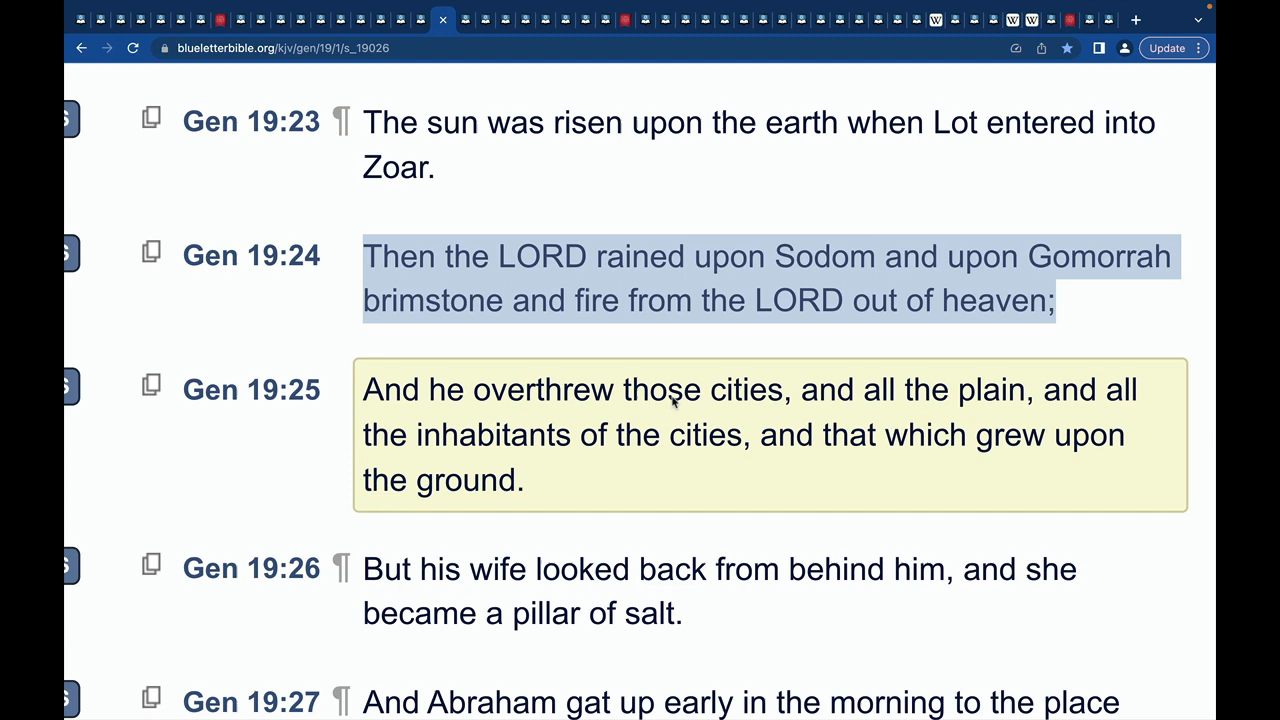 blueletterbible.org/kjv/gen/19/1/s_19026
Update
Gen 19:23 ¶ The sun was risen upon the earth when Lot entered into
Zoar.
Gen 19:24 Then the LORD rained upon Sodom and upon Gomorrah
brimstone and fire from the LORD out of heaven;
Gen 19:25 And he overthrew those cities, and all the plain, and all
the inhabitants of the cities, and that which grew upon
the ground.
Gen 19:26 ¶ But his wife looked back from behind him, and she
became a pillar of salt.
Gen 19:27 ¶ And Abraham gat up early in the morning to the place